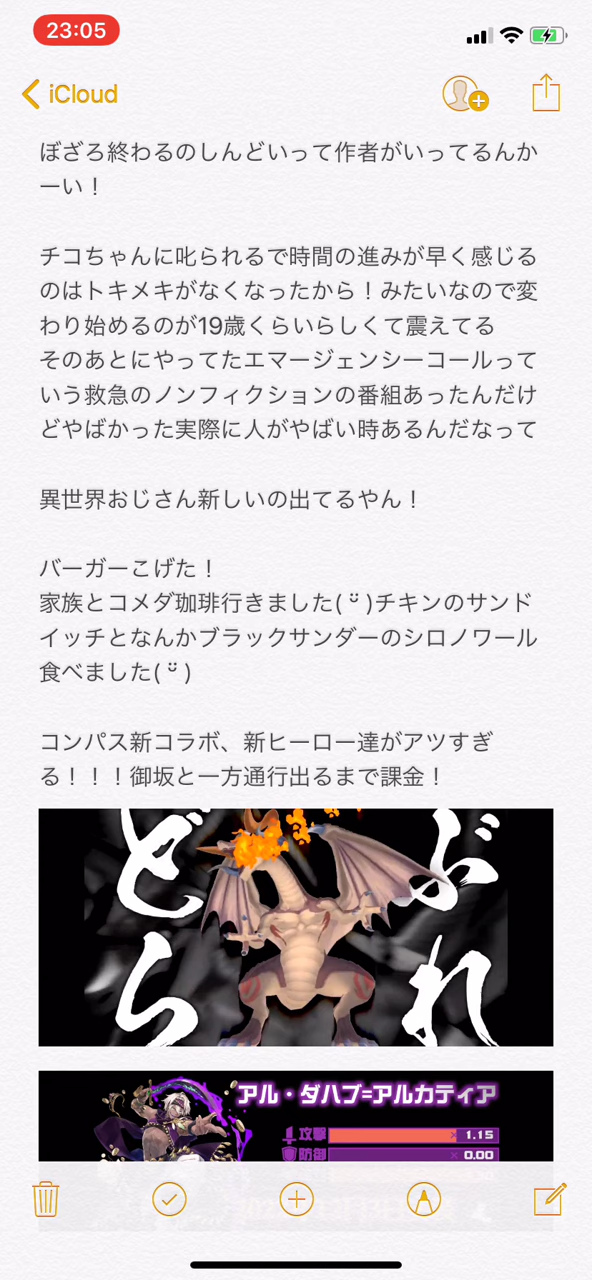 23:05
iCloud
ぼざろ終わるのしんどいって作者がいってるんか
ーい！
チコちゃんに叱られるで時間の進みが早く感じる
のはトキメキがなくなったから！みたいなので変
わり始めるのが19歳くらいらしくて震えてる
そのあとにやってたエマージェンシーコールって
いう救急のノンフィクションの番組あったんだけ
どやばかった実際に人がやばい時あるんだなって
異世界おじさん新しいの出てるやん！
バーガーこげた！
家族とコメダ珈琲行きました( ᵕ̈ )チキンのサンド
イッチとなんかブラックサンダーのシロノワール
食べました( ᵕ̈ )
コンパス新コラボ、新ヒーロー達がアツすぎ
る！！！御坂と一方通行出るまで課金！
ぶれ
どら
アル・ダハブ=アルカティア
攻撃 × 1.15
防御 × 0.00